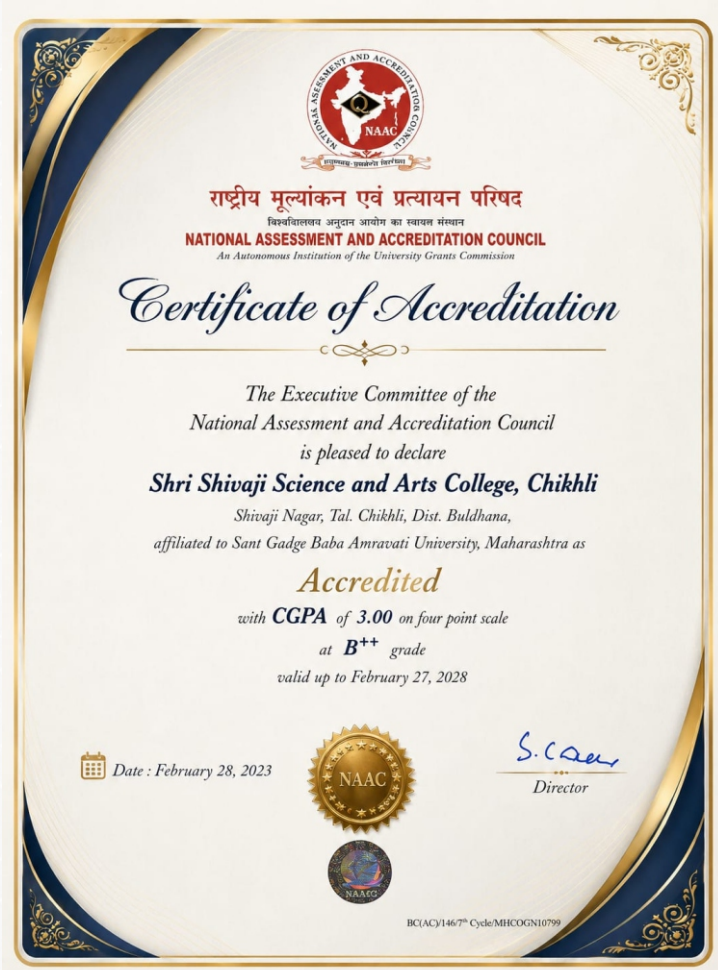 NATIONAL ASSESSMENT AND ACCREDITATION COUNCIL
Q
NAAC
राष्ट्रीय मूल्यांकन एवं प्रत्यायन परिषद
विश्वविालणय अनुदान आयोग का स्वायत्त संस्थान
NATIONAL ASSESSMENT AND ACCREDITATION COUNCIL
An Autonomous Institution of the University Grants Commission
Certificate of Accreditation
The Executive Committee of the
National Assessment and Accreditation Council
is pleased to declare
Shri Shivaji Science and Arts College, Chikhli
Shivaji Nagar, Tal. Chikhli, Dist. Buldhana,
affiliated to Sant Gadge Baba Amravati University, Maharashtra as
Accredited
with CGPA of 3.00 on four point scale
at B++ grade
valid up to February 27, 2028
Date : February 28, 2023
NAAC
Director
NAAC
BC(AC)/146/7th Cycle/MHCOGN10799